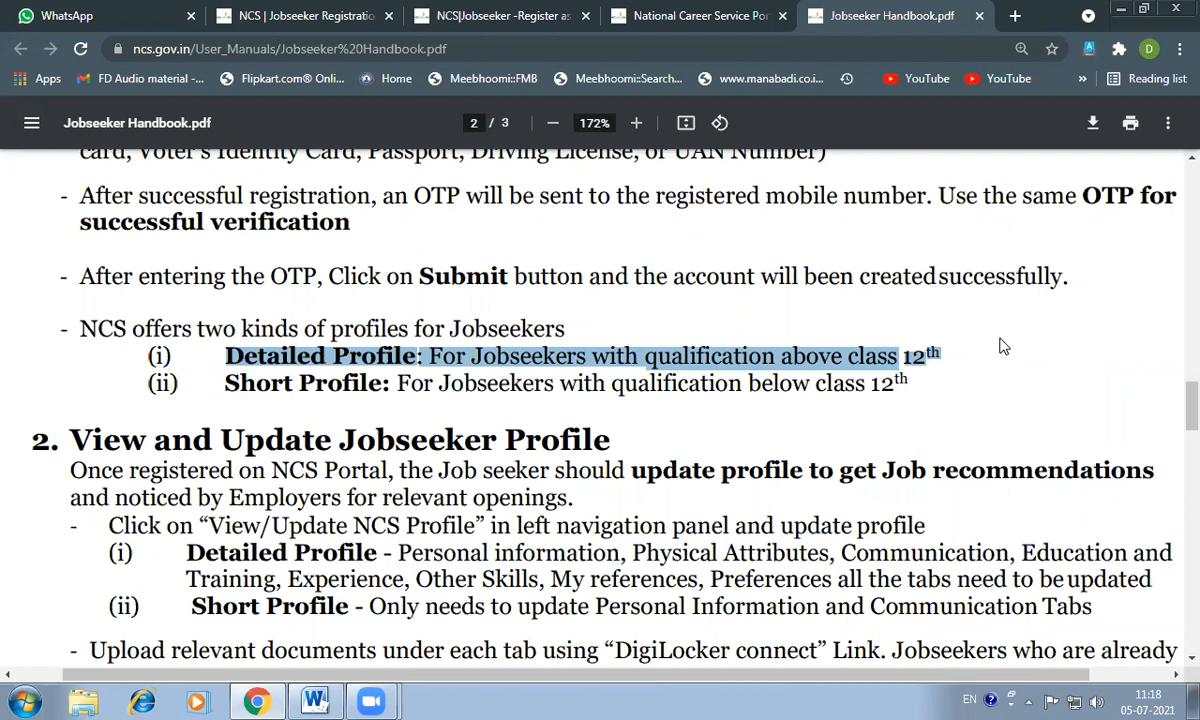 WhatsApp
NCS | Jobseeker Registratio
NCS|Jobseeker -Register as
National Career Service Por
Jobseeker Handbook.pdf
D
ncs.gov.in/User_Manuals/Jobseeker%20Handbook.pdf
Apps
FD Audio material -...
Flipkart.com® Onli...
Home
Meebhoomi::FMB
Meebhoomi::Search...
www.manabadi.co.i...
YouTube
YouTube
»
Reading list
Jobseeker Handbook.pdf
2 / 3
172%
card, Voter's Identity Card, Passport, Driving License, or UAN Number)
- After successful registration, an OTP will be sent to the registered mobile number. Use the same OTP for
successful verification
- After entering the OTP, Click on Submit button and the account will been createdsuccessfully.
- NCS offers two kinds of profiles for Jobseekers
(i) Detailed Profile: For Jobseekers with qualification above class 12th
(ii) Short Profile: For Jobseekers with qualification below class 12th
2. View and Update Jobseeker Profile
Once registered on NCS Portal, the Job seeker should update profile to get Job recommendations
and noticed by Employers for relevant openings.
- Click on “View/Update NCS Profile” in left navigation panel and update profile
(i) Detailed Profile - Personal information, Physical Attributes, Communication, Education and
Training, Experience, Other Skills, My references, Preferences all the tabs need to be updated
(ii) Short Profile - Only needs to update Personal Information and Communication Tabs
- Upload relevant documents under each tab using “DigiLocker connect” Link. Jobseekers who are already
EN
11:18
05-07-2021